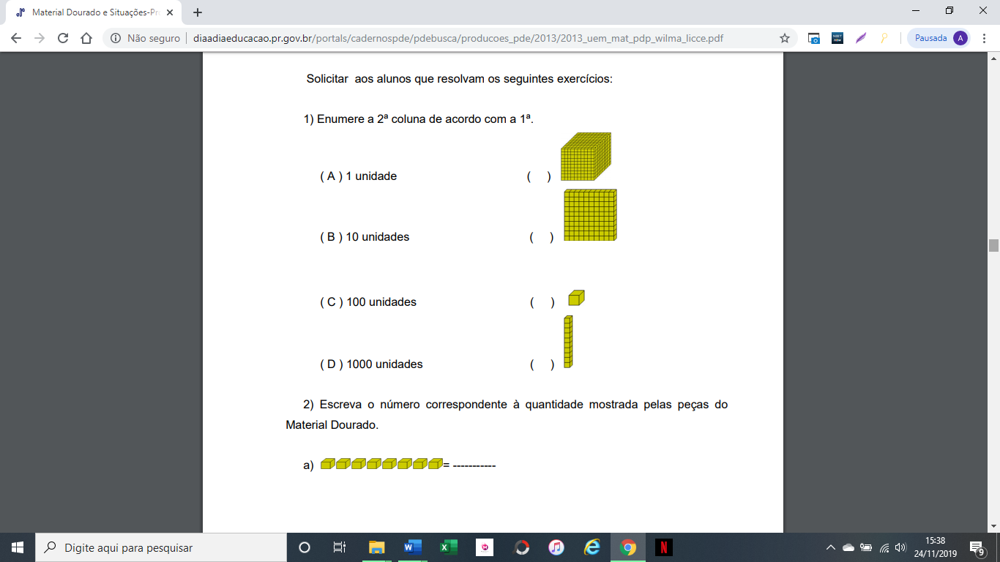 Material Dourado e Situações-Pr
Não seguro
diaadiaeducacao.pr.gov.br/portals/cadernospde/pdebusca/producoes_pde/2013/2013_uem_mat_pdp_wilma_licce.pdf
Pausada A
Solicitar aos alunos que resolvam os seguintes exercícios:
1) Enumere a 2ª coluna de acordo com a 1ª.
( A ) 1 unidade ( )
( B ) 10 unidades ( )
( C ) 100 unidades ( )
( D ) 1000 unidades ( )
2) Escreva o número correspondente à quantidade mostrada pelas peças do
Material Dourado.
a) = -----------
Digite aqui para pesquisar
15:38
24/11/2019
9